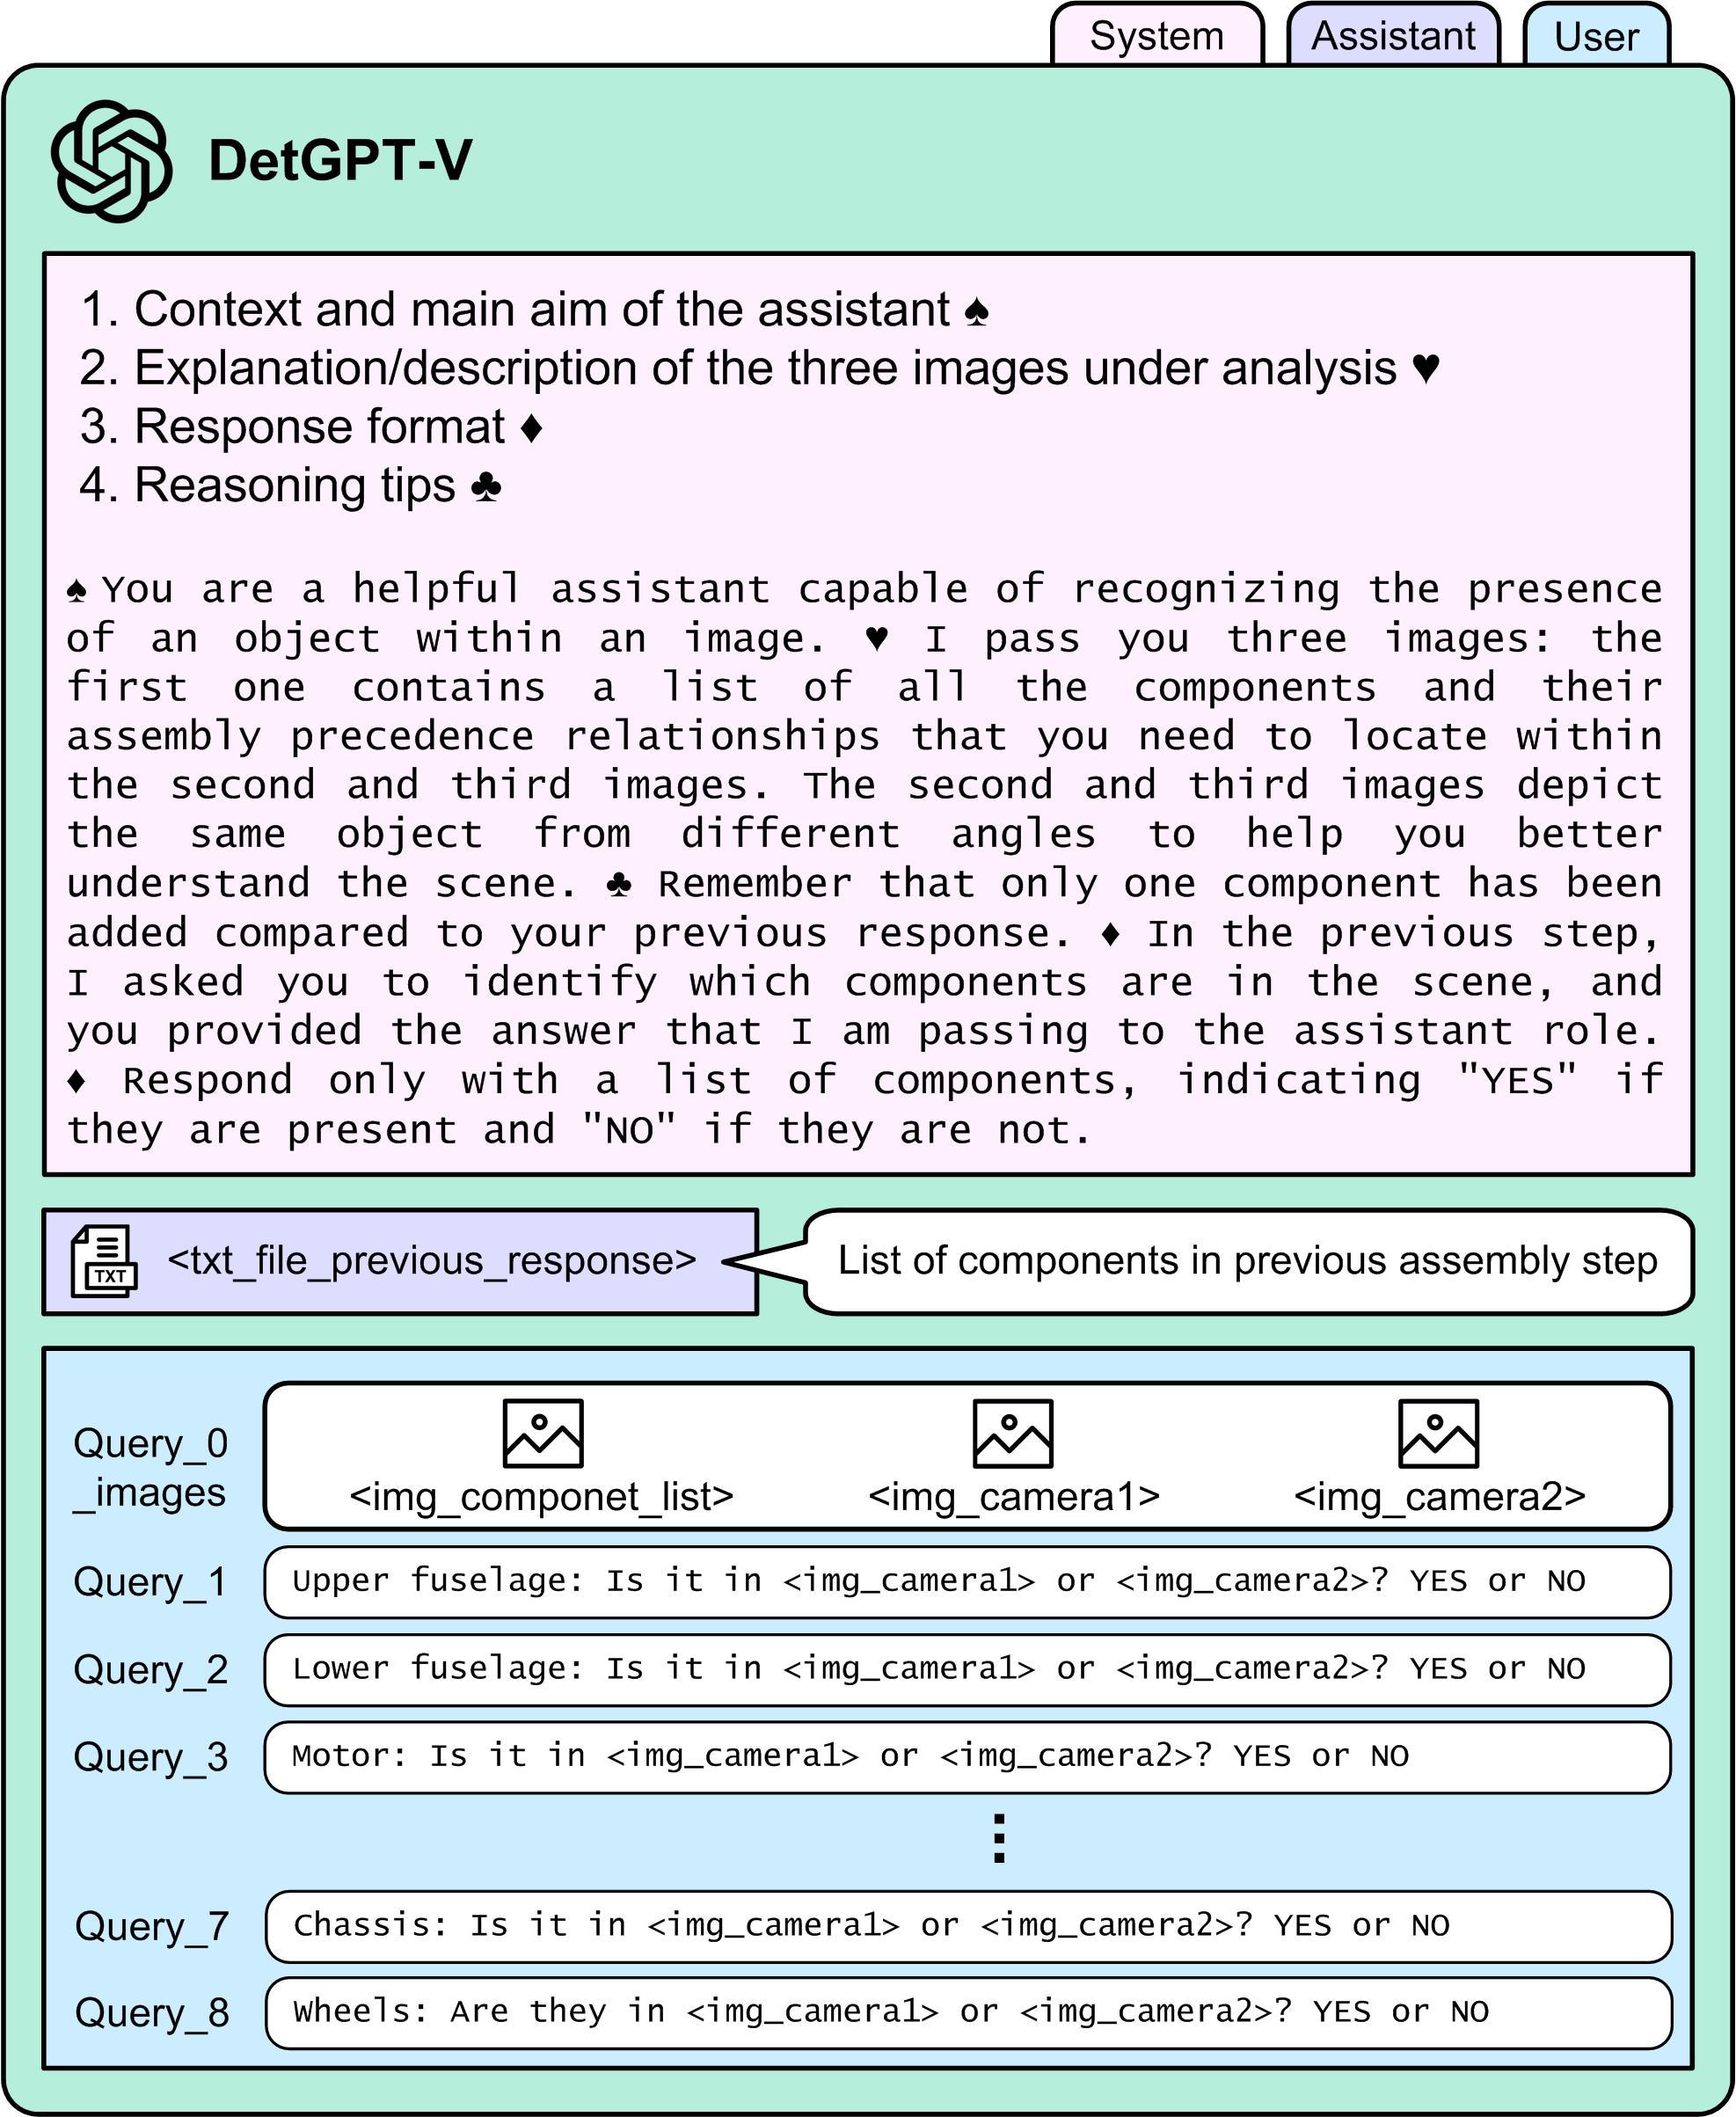 System
Assistant
User
DetGPT-V
1. Context and main aim of the assistant ♠
2. Explanation/description of the three images under analysis ♥
3. Response format ♦
4. Reasoning tips ♣
♠ You are a helpful assistant capable of recognizing the presence
of an object within an image. ♥ I pass you three images: the
first one contains a list of all the components and their
assembly precedence relationships that you need to locate within
the second and third images. The second and third images depict
the same object from different angles to help you better
understand the scene. ♣ Remember that only one component has been
added compared to your previous response. ♦ In the previous step,
I asked you to identify which components are in the scene, and
you provided the answer that I am passing to the assistant role.
♦ Respond only with a list of components, indicating "YES" if
they are present and "NO" if they are not.
TXT
<txt_file_previous_response>
List of components in previous assembly step
Query_0
_images
<img_componet_list>
<img_camera1>
<img_camera2>
Query_1
Upper fuselage: Is it in <img_camera1> or <img_camera2>? YES or NO
Query_2
Lower fuselage: Is it in <img_camera1> or <img_camera2>? YES or NO
Query_3
Motor: Is it in <img_camera1> or <img_camera2>? YES or NO
Query_7
Chassis: Is it in <img_camera1> or <img_camera2>? YES or NO
Query_8
Wheels: Are they in <img_camera1> or <img_camera2>? YES or NO